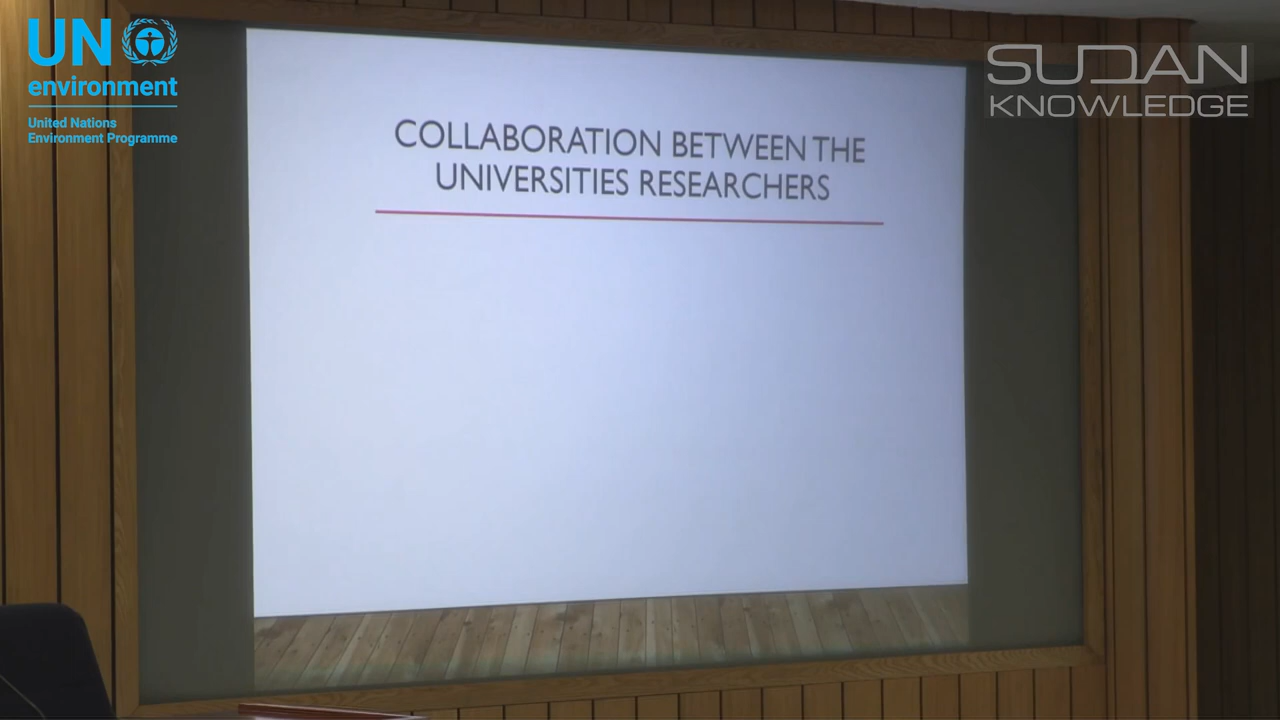 UN
environment
United Nations
Environment Programme
SUDAN
KNOWLEDGE
COLLABORATION BETWEEN THE
UNIVERSITIES RESEARCHERS